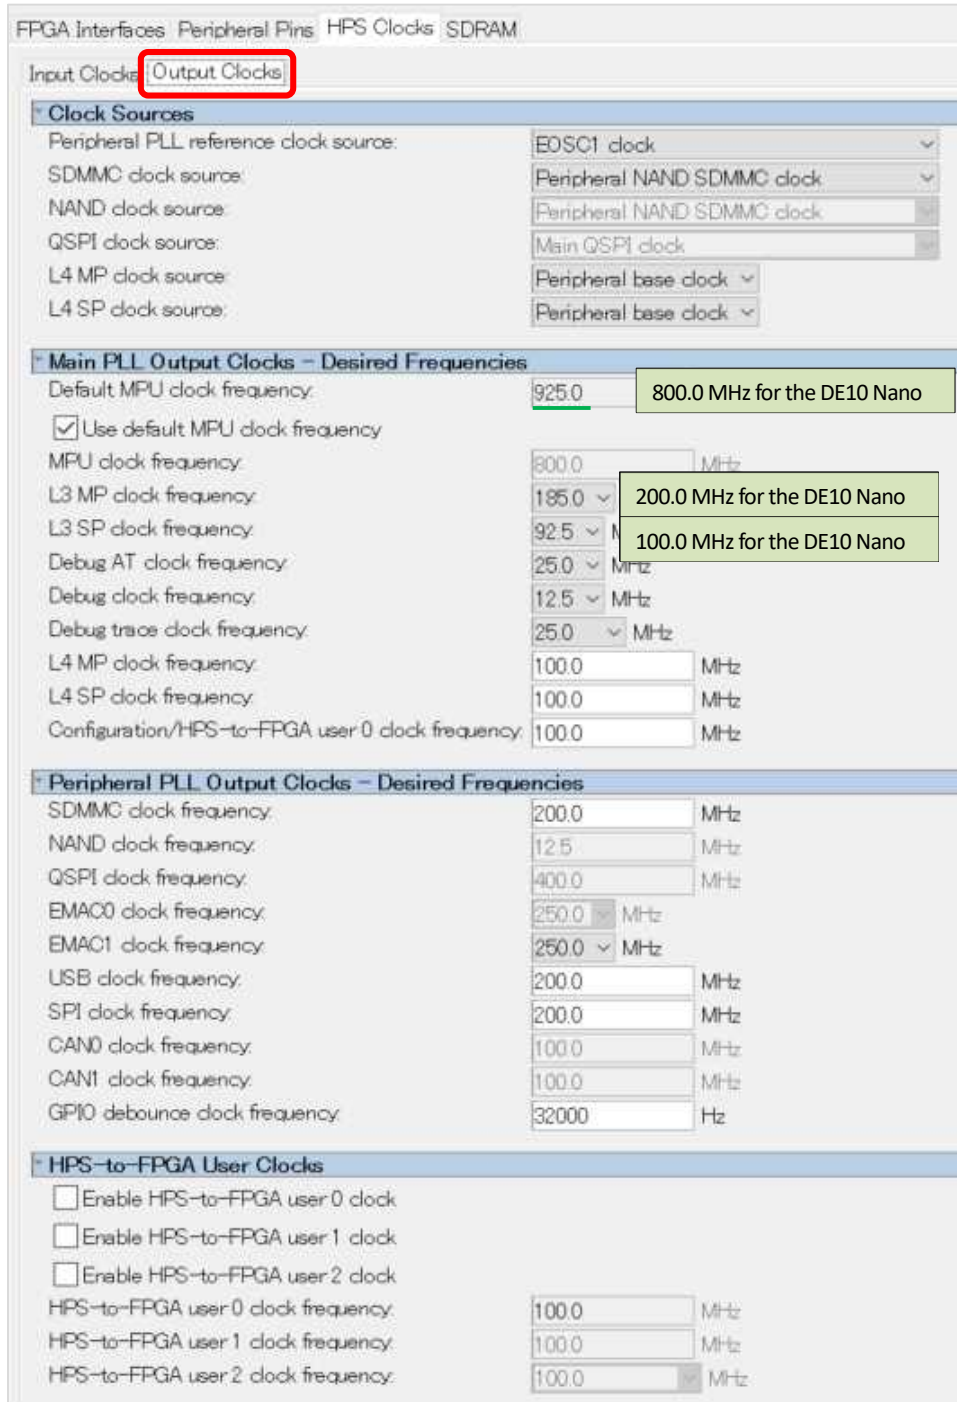 FPGA Interfaces Peripheral Pins HPS Clocks SDRAM
Input Clocks Output Clocks
Clock Sources
Peripheral PLL reference clock source: EOSC1 clock
SDMMC clock source: Peripheral NAND SDMMC clock
NAND clock source: Peripheral NAND SDMMC clock
QSPI clock source: Main QSPI clock
L4 MP clock source: Peripheral base clock
L4 SP clock source: Peripheral base clock
Main PLL Output Clocks - Desired Frequencies
Default MPU clock frequency: 925.0 800.0 MHz for the DE10 Nano
Use default MPU clock frequency
MPU clock frequency: 800.0 MHz
L3 MP clock frequency: 185.0 200.0 MHz for the DE10 Nano
L3 SP clock frequency: 92.5 100.0 MHz for the DE10 Nano
Debug AT clock frequency: 25.0 MHz
Debug clock frequency: 12.5 MHz
Debug trace clock frequency: 25.0 MHz
L4 MP clock frequency: 100.0 MHz
L4 SP clock frequency: 100.0 MHz
Configuration/HPS-to-FPGA user 0 clock frequency: 100.0 MHz
Peripheral PLL Output Clocks - Desired Frequencies
SDMMC clock frequency: 200.0 MHz
NAND clock frequency: 12.5 MHz
QSPI clock frequency: 400.0 MHz
EMAC0 clock frequency: 250.0 MHz
EMAC1 clock frequency: 250.0 MHz
USB clock frequency: 200.0 MHz
SPI clock frequency: 200.0 MHz
CAN0 clock frequency: 100.0 MHz
CAN1 clock frequency: 100.0 MHz
GPIO debounce clock frequency: 32000 Hz
HPS-to-FPGA User Clocks
Enable HPS-to-FPGA user 0 clock
Enable HPS-to-FPGA user 1 clock
Enable HPS-to-FPGA user 2 clock
HPS-to-FPGA user 0 clock frequency: 100.0 MHz
HPS-to-FPGA user 1 clock frequency: 100.0 MHz
HPS-to-FPGA user 2 clock frequency: 100.0 MHz